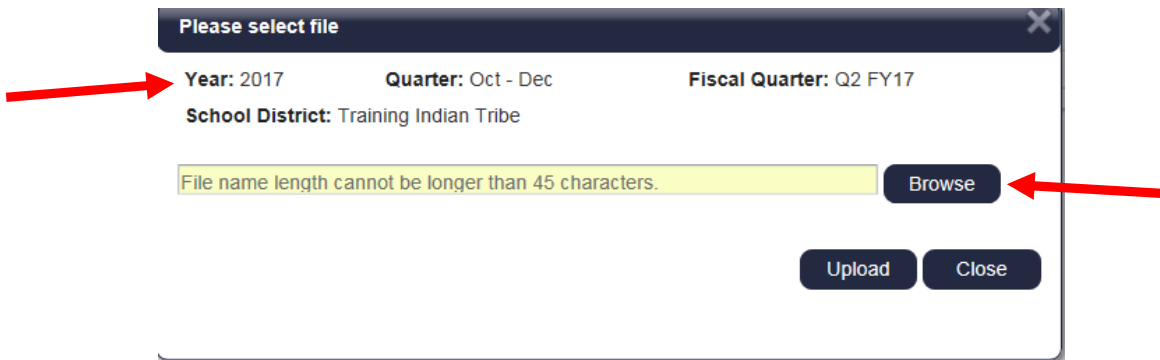 Please select file
Year: 2017 Quarter: Oct - Dec Fiscal Quarter: Q2 FY17
School District: Training Indian Tribe
File name length cannot be longer than 45 characters. Browse
Upload Close